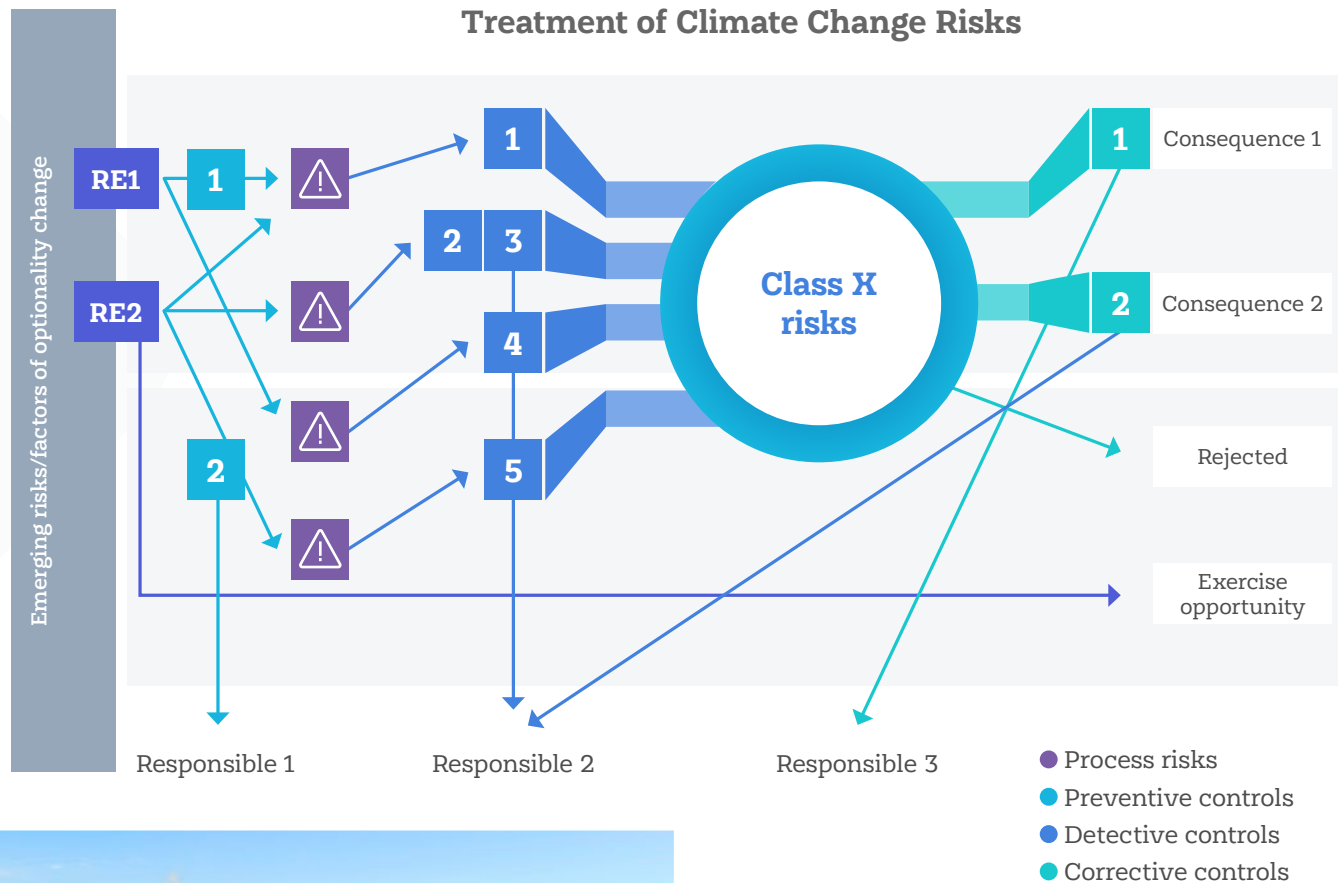 Treatment of Climate Change Risks
Emerging risks/factors of optionality change
RE1
1
1
1
Consequence 1
2
3
RE2
Class X
risks
2
Consequence 2
4
2
5
Rejected
Exercise
opportunity
Responsible 1
Responsible 2
Responsible 3
Process risks
Preventive controls
Detective controls
Corrective controls